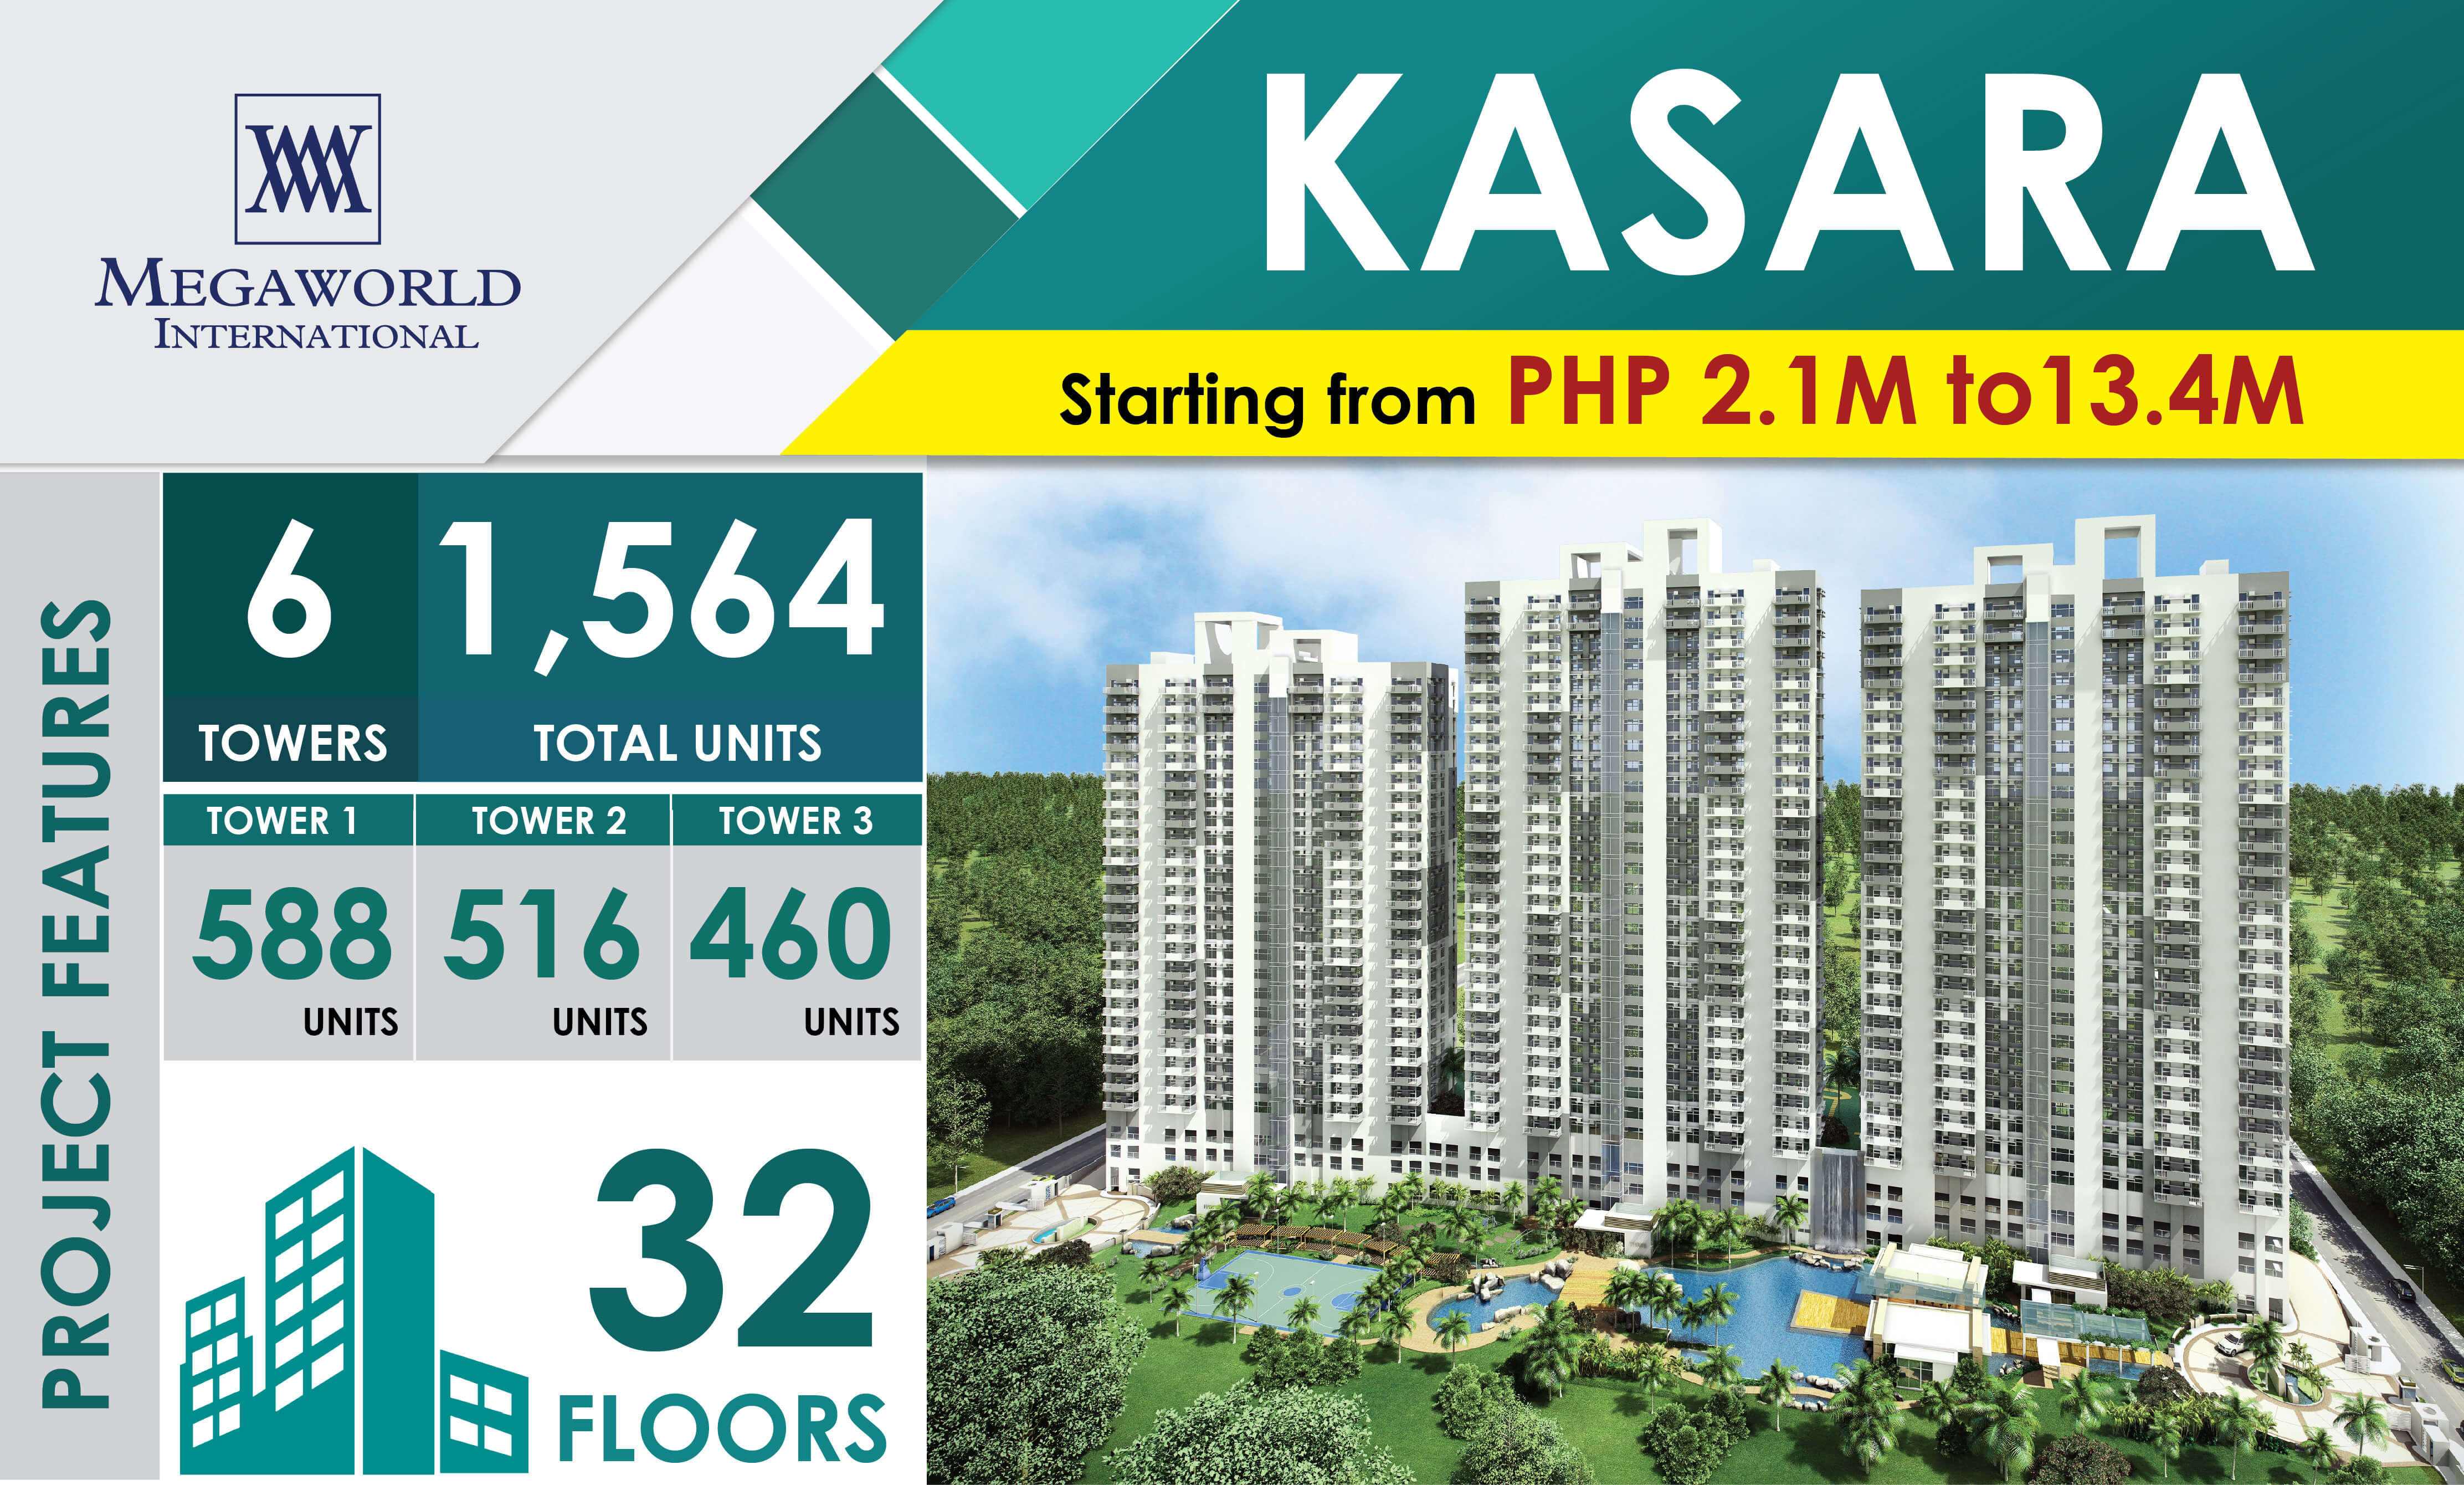 MEGAWORLD
INTERNATIONAL
KASARA
Starting from PHP 2.1M to13.4M
PROJECT FEATURES
6 1,564
TOWERS TOTAL UNITS
TOWER 1 TOWER 2 TOWER 3
588 516 460
UNITS UNITS UNITS
32
FLOORS